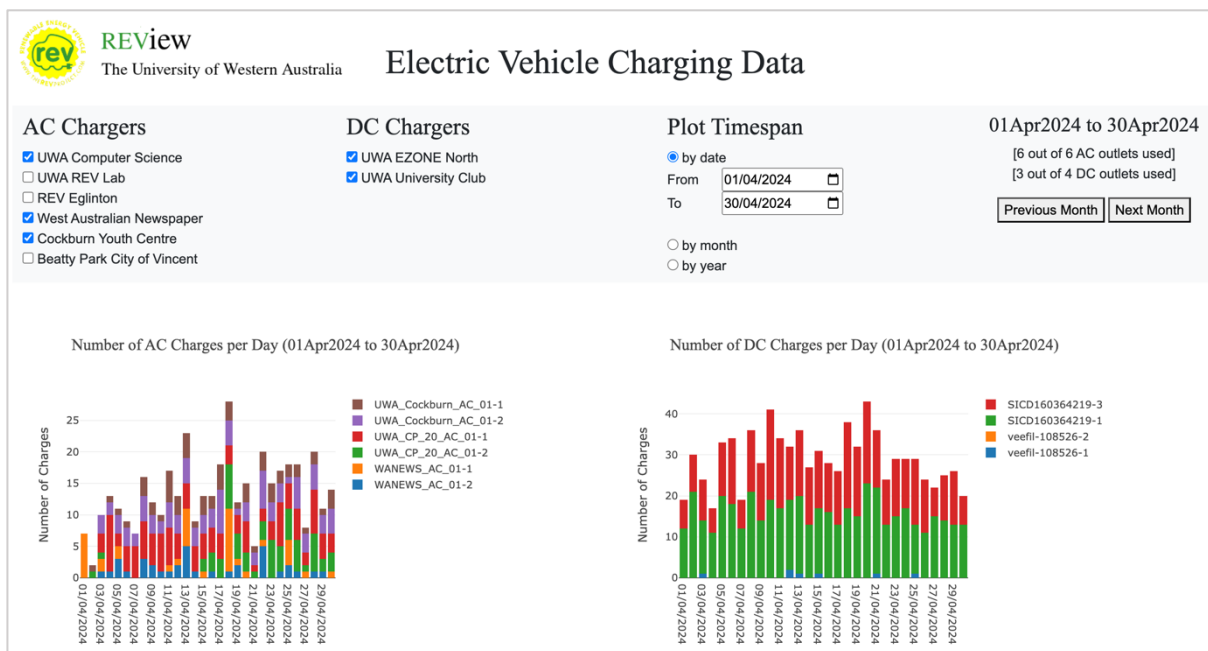 rev
REView
The University of Western Australia
Electric Vehicle Charging Data
AC Chargers
UWA Computer Science
UWA REV Lab
REV Eglinton
West Australian Newspaper
Cockburn Youth Centre
Beatty Park City of Vincent
DC Chargers
UWA EZONE North
UWA University Club
Plot Timespan
by date
From 01/04/2024
To 30/04/2024
by month
by year
01Apr2024 to 30Apr2024
[6 out of 6 AC outlets used]
[3 out of 4 DC outlets used]
Previous Month Next Month
Number of AC Charges per Day (01Apr2024 to 30Apr2024)
Number of Charges
25
20
15
10
5
0
01/04/2024
03/04/2024
05/04/2024
07/04/2024
09/04/2024
11/04/2024
13/04/2024
15/04/2024
17/04/2024
19/04/2024
21/04/2024
23/04/2024
25/04/2024
27/04/2024
29/04/2024
UWA_Cockburn_AC_01-1
UWA_Cockburn_AC_01-2
UWA_CP_20_AC_01-1
UWA_CP_20_AC_01-2
WANEWS_AC_01-1
WANEWS_AC_01-2
Number of DC Charges per Day (01Apr2024 to 30Apr2024)
Number of Charges
40
30
20
10
0
01/04/2024
03/04/2024
05/04/2024
07/04/2024
09/04/2024
11/04/2024
13/04/2024
15/04/2024
17/04/2024
19/04/2024
21/04/2024
23/04/2024
25/04/2024
27/04/2024
29/04/2024
SICD160364219-3
SICD160364219-1
veefil-108526-2
veefil-108526-1